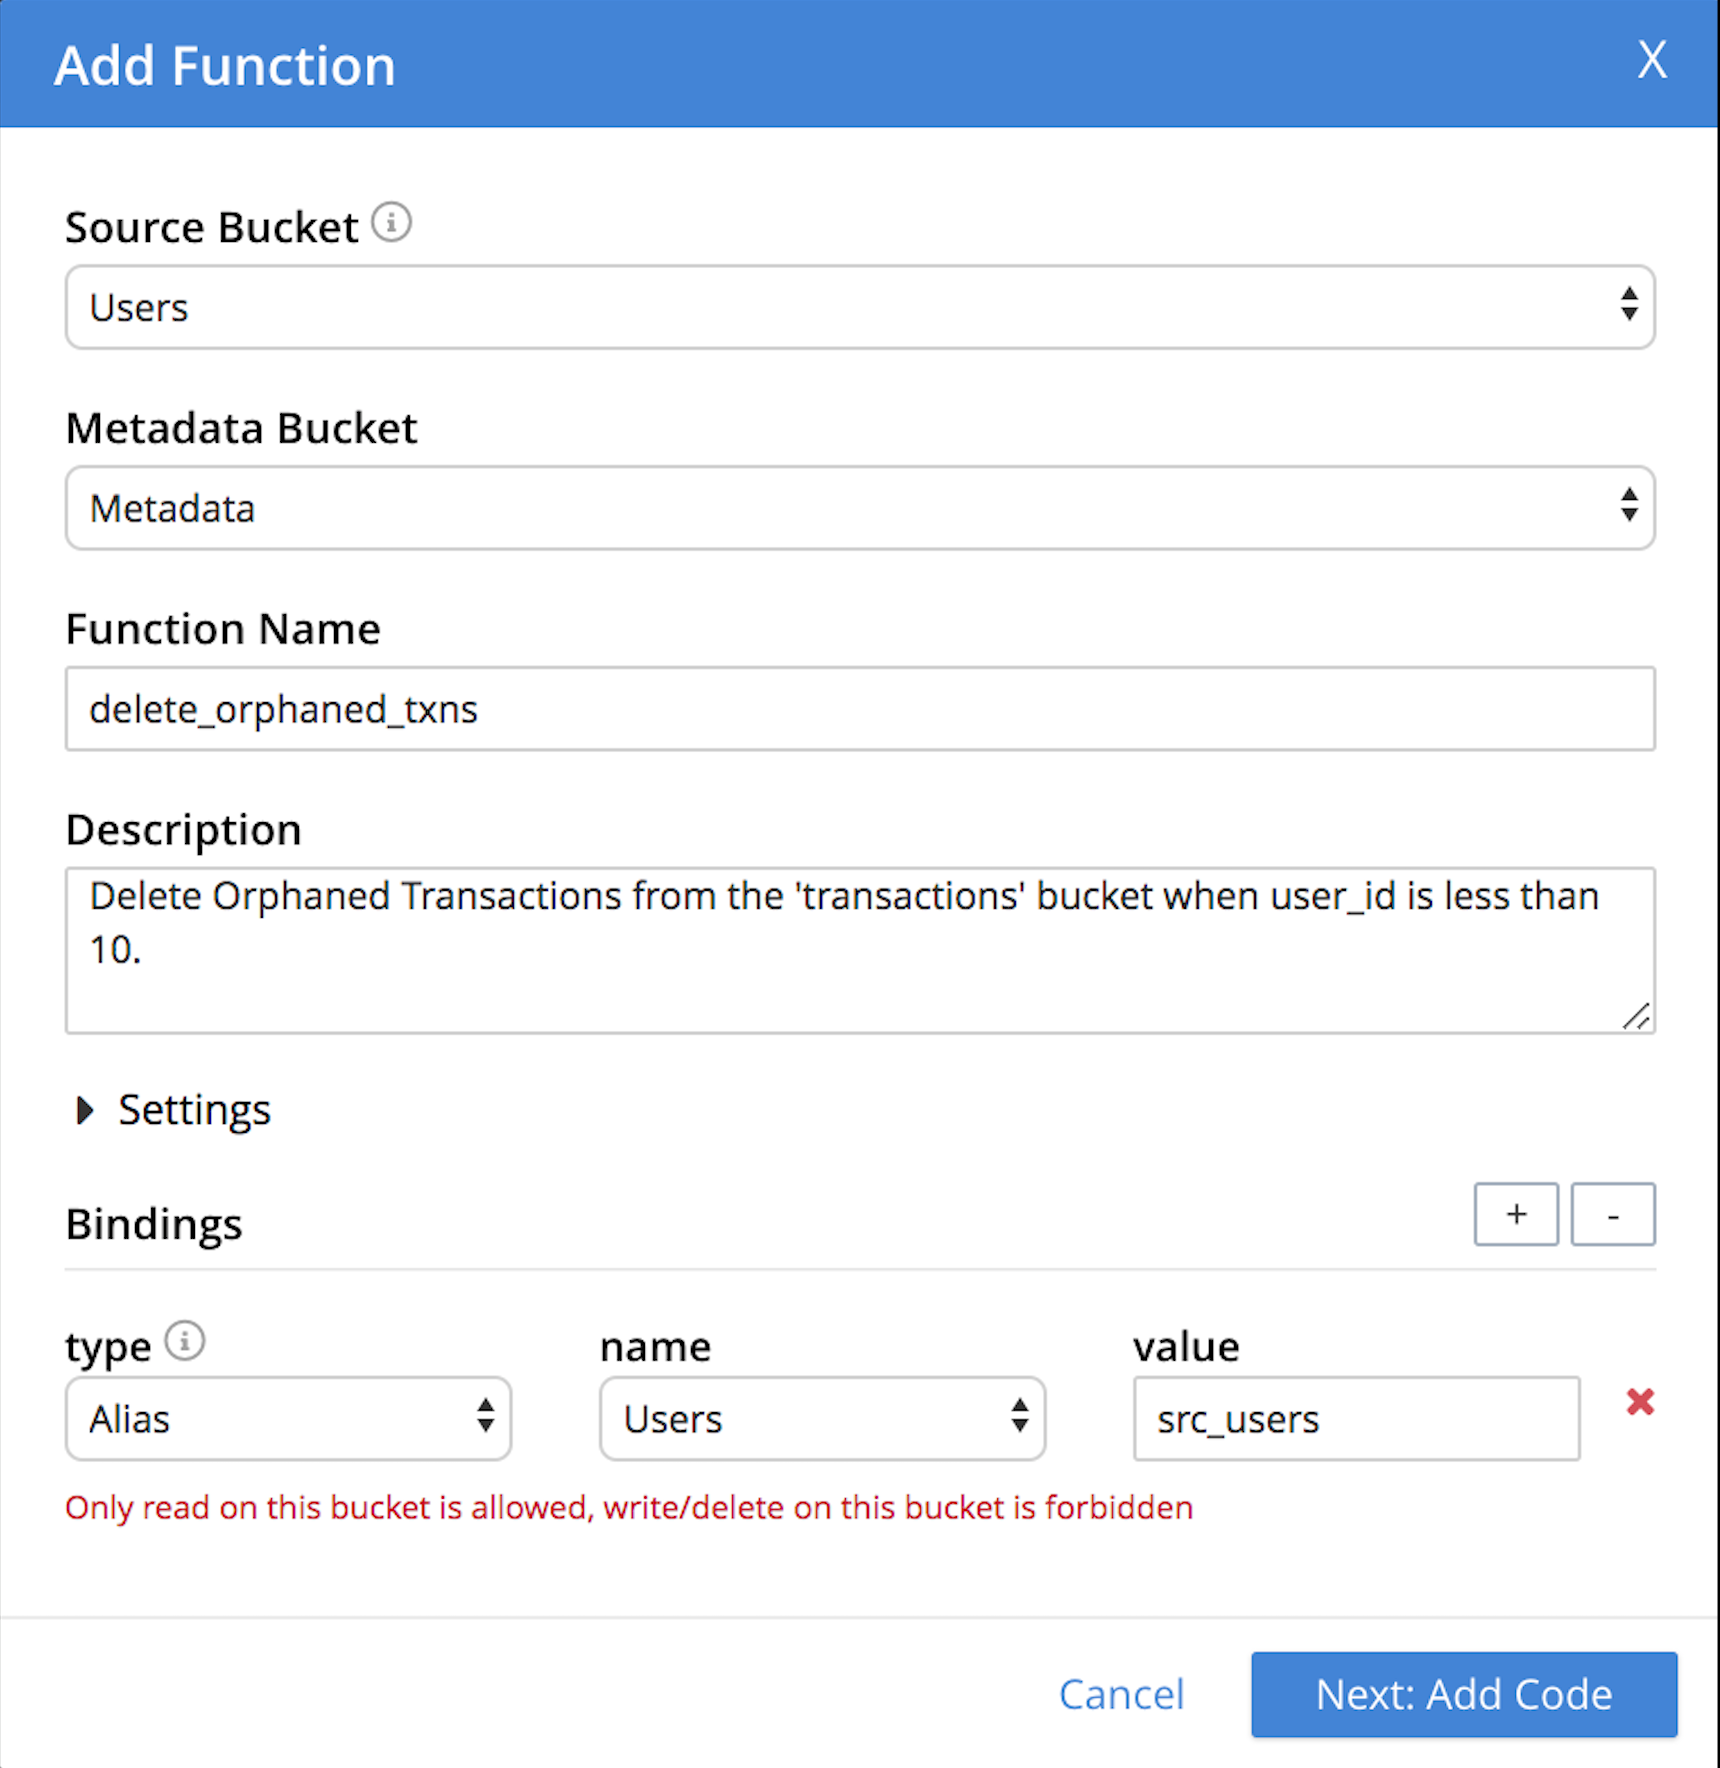 Add Function X
Source Bucket
Users
Metadata Bucket
Metadata
Function Name
delete_orphaned_txns
Description
Delete Orphaned Transactions from the 'transactions' bucket when user_id is less than
10.
Settings
Bindings + -
type name value
Alias Users src_users
Only read on this bucket is allowed, write/delete on this bucket is forbidden
Cancel Next: Add Code